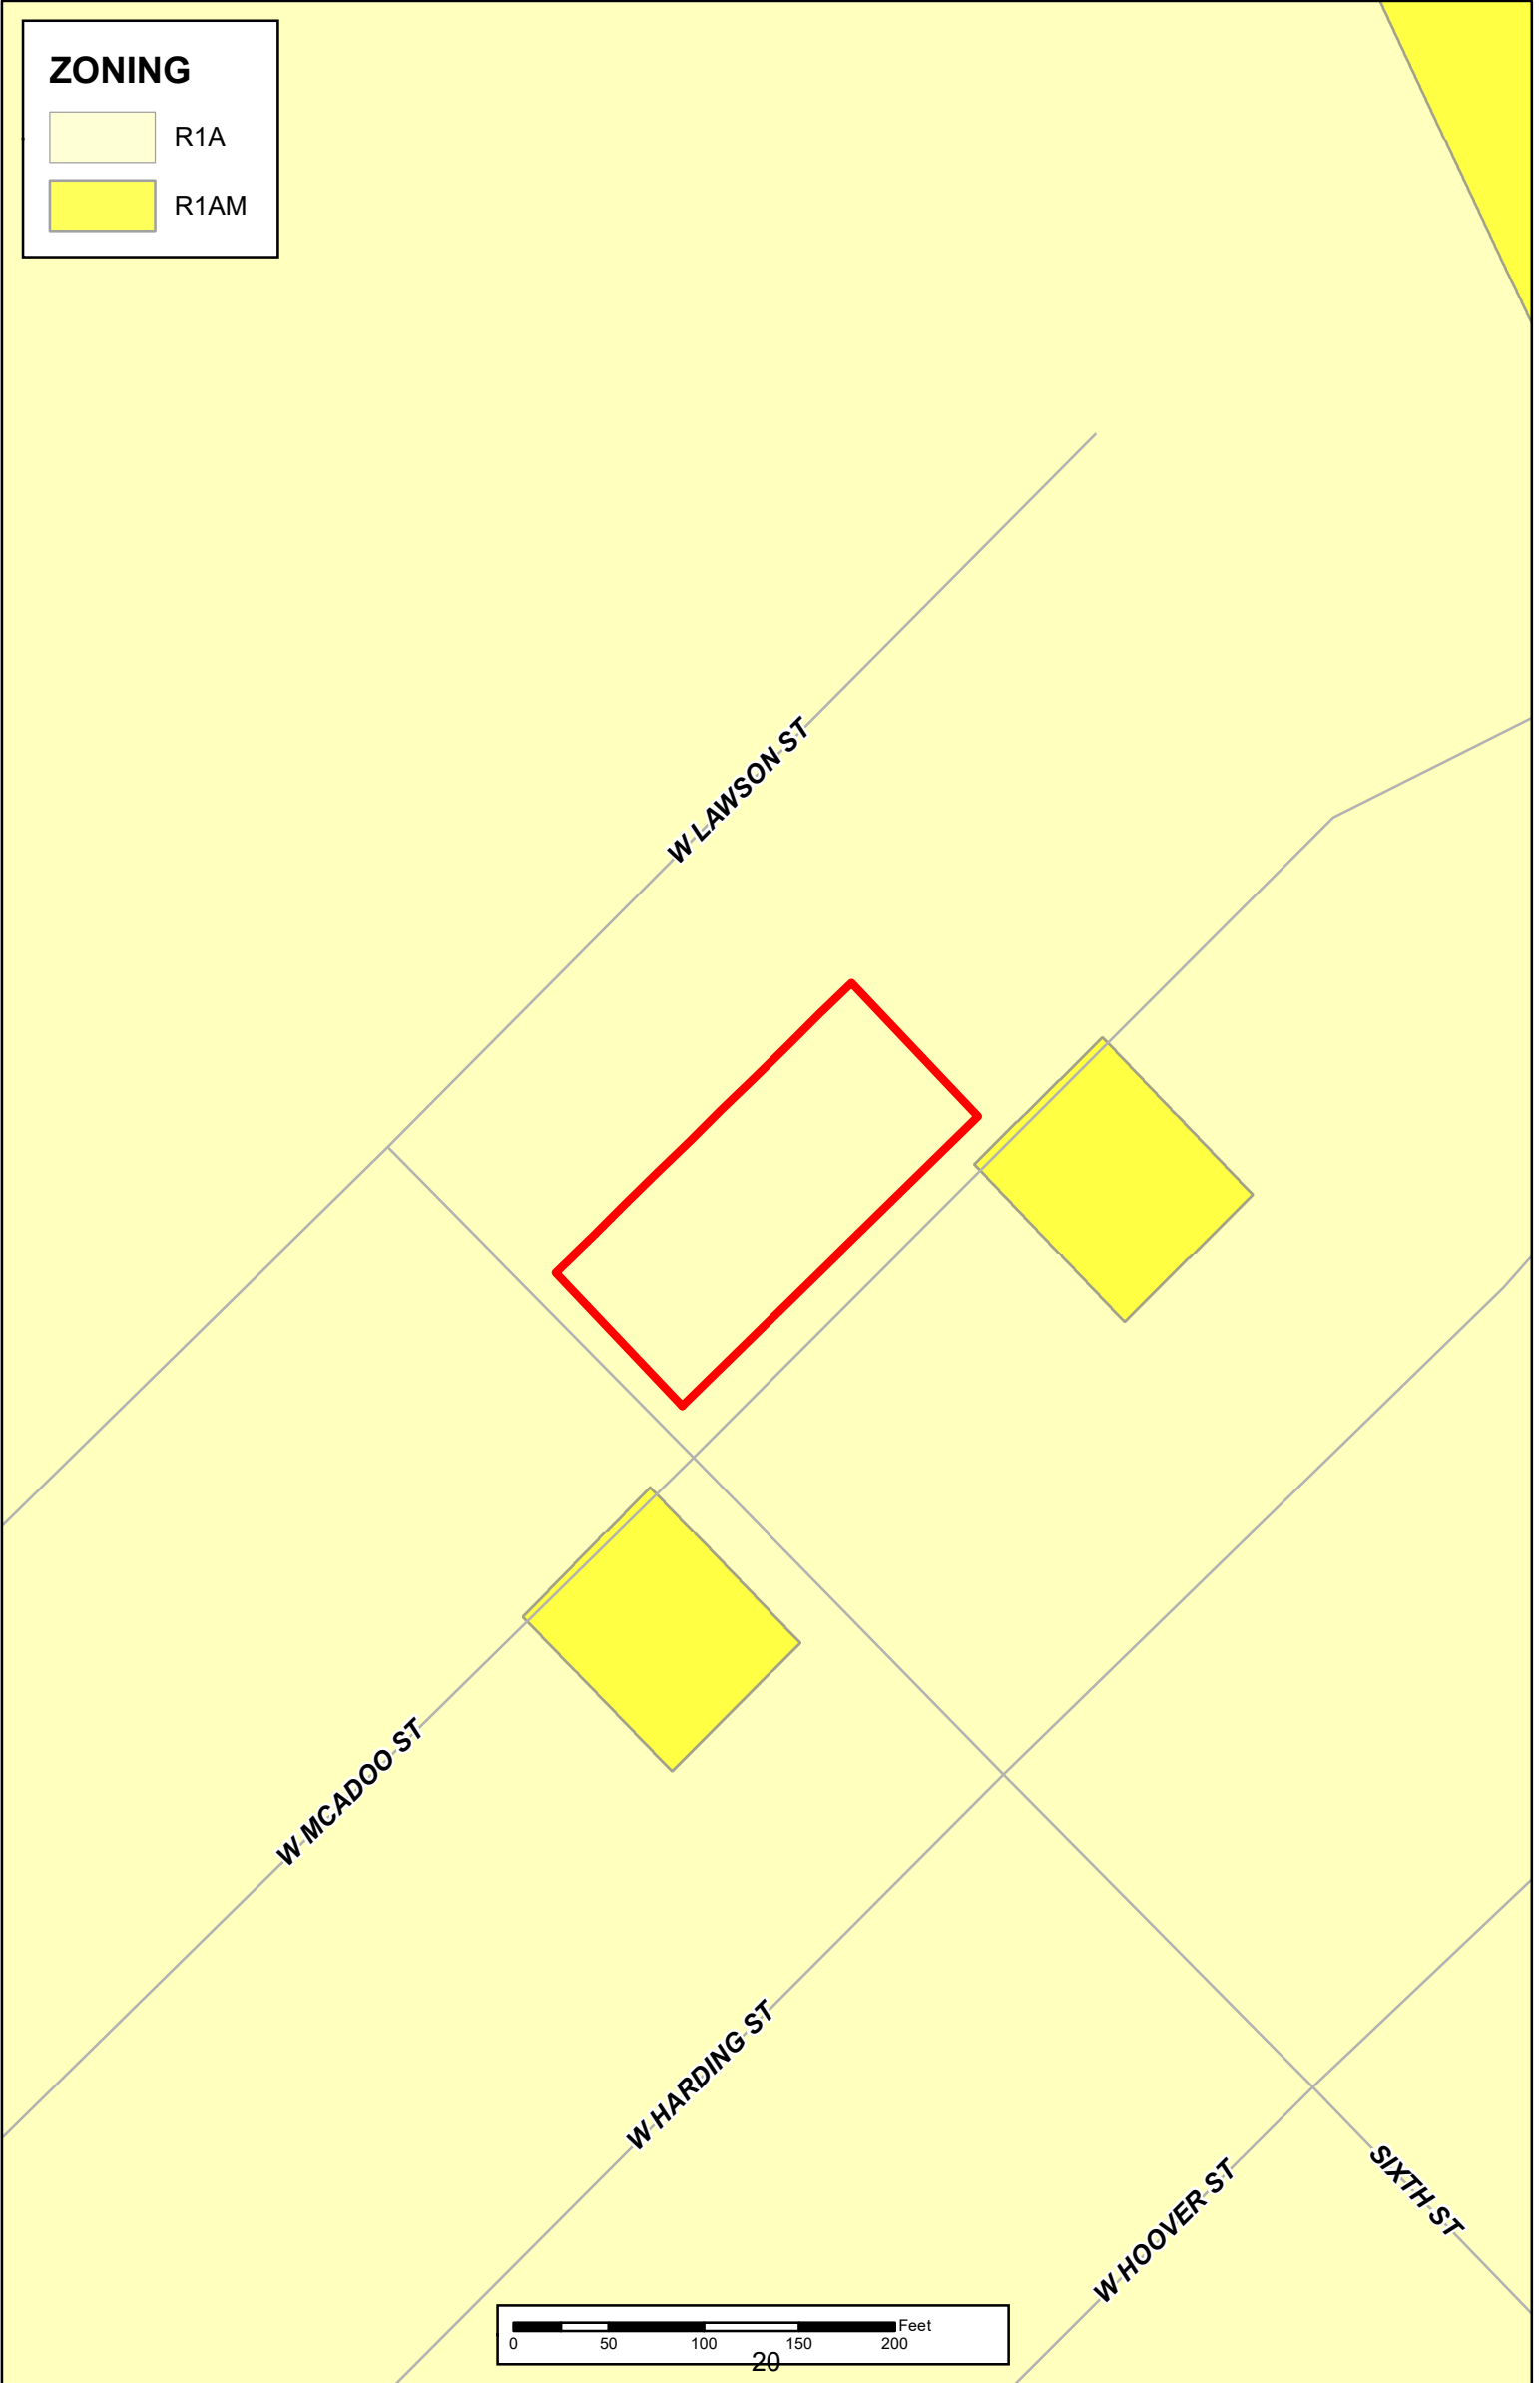 ZONING
R1A
R1AM
W LAWSON ST
W MCADOO ST
W HARDING ST
W HOOVER ST
SIXTH ST
Feet
0 50 100 150 200
20